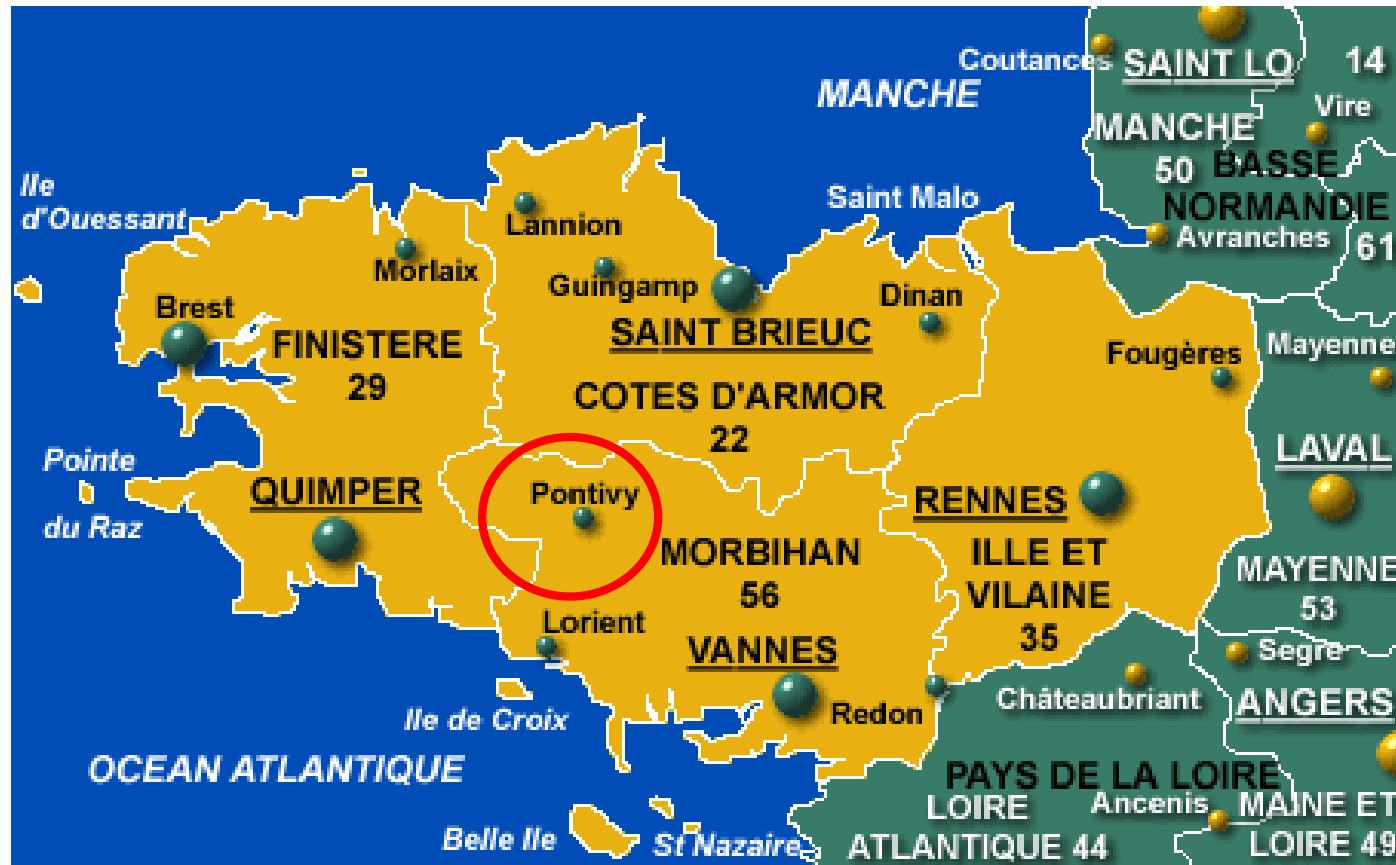 Coutances
SAINT LO
14
MANCHE
Vire
MANCHE
50
BASSE
NORMANDIE
Ile
d'Ouessant
Saint Malo
Lannion
Avranches
61
Morlaix
Guingamp
Dinan
Brest
SAINT BRIEUC
FINISTERE
29
Fougères
Mayenne
COTES D'ARMOR
22
Pointe
du Raz
LAVAL
QUIMPER
Pontivy
RENNES
MORBIHAN
56
ILLE ET
VILAINE
35
MAYENNE
53
Lorient
VANNES
Segre
Châteaubriant
ANGERS
Ile de Croix
Redon
OCEAN ATLANTIQUE
PAYS DE LA LOIRE
LOIRE
ATLANTIQUE 44
Ancenis
MAINE ET
LOIRE 49
Belle Ile
St Nazaire